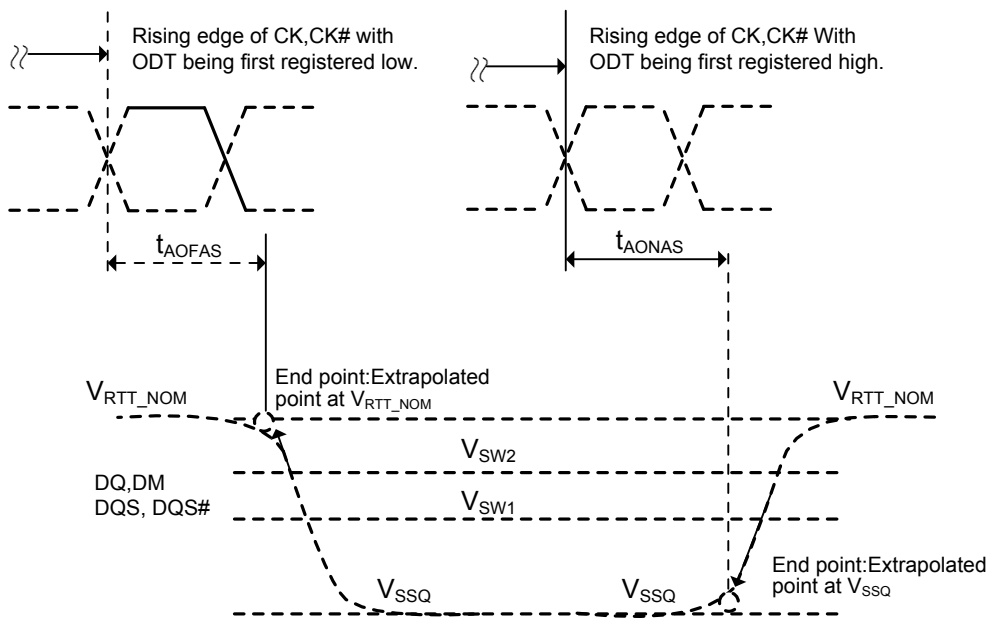 Rising edge of CK,CK# with
ODT being first registered low.
Rising edge of CK,CK# With
ODT being first registered high.
tAOFAS
tAONAS
End point:Extrapolated
point at VRTT_NOM
VRTT_NOM
VRTT_NOM
VSW2
DQ,DM
DQS, DQS#
VSW1
End point:Extrapolated
point at VSSQ
VSSQ
VSSQ